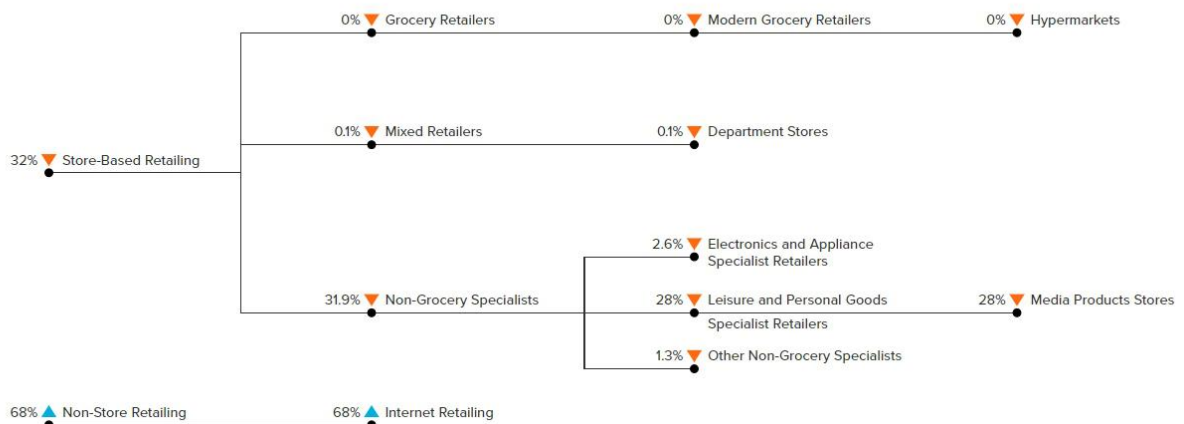 0% Grocery Retailers
0% Modern Grocery Retailers
0% Hypermarkets
0.1% Mixed Retailers
0.1% Department Stores
32% Store-Based Retailing
2.6% Electronics and Appliance
Specialist Retailers
31.9% Non-Grocery Specialists
28% Leisure and Personal Goods
Specialist Retailers
28% Media Products Stores
1.3% Other Non-Grocery Specialists
68% Non-Store Retailing
68% Internet Retailing